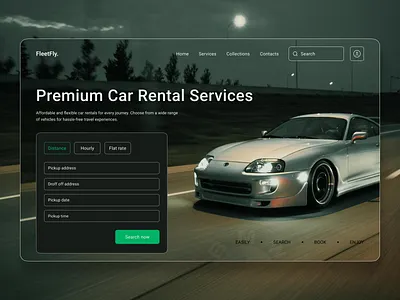 FleetFly.
Home Services Collections Contacts Search
Premium Car Rental Services
Affordable and flexible car rentals for every journey. Choose from a wide range
of vehicles for hassle-free travel experiences.
Distance Hourly Flat rate
Pickup address
Droff off address
Pickup date
Pickup time
Search now
EASILY • SEARCH • BOOK • ENJOY